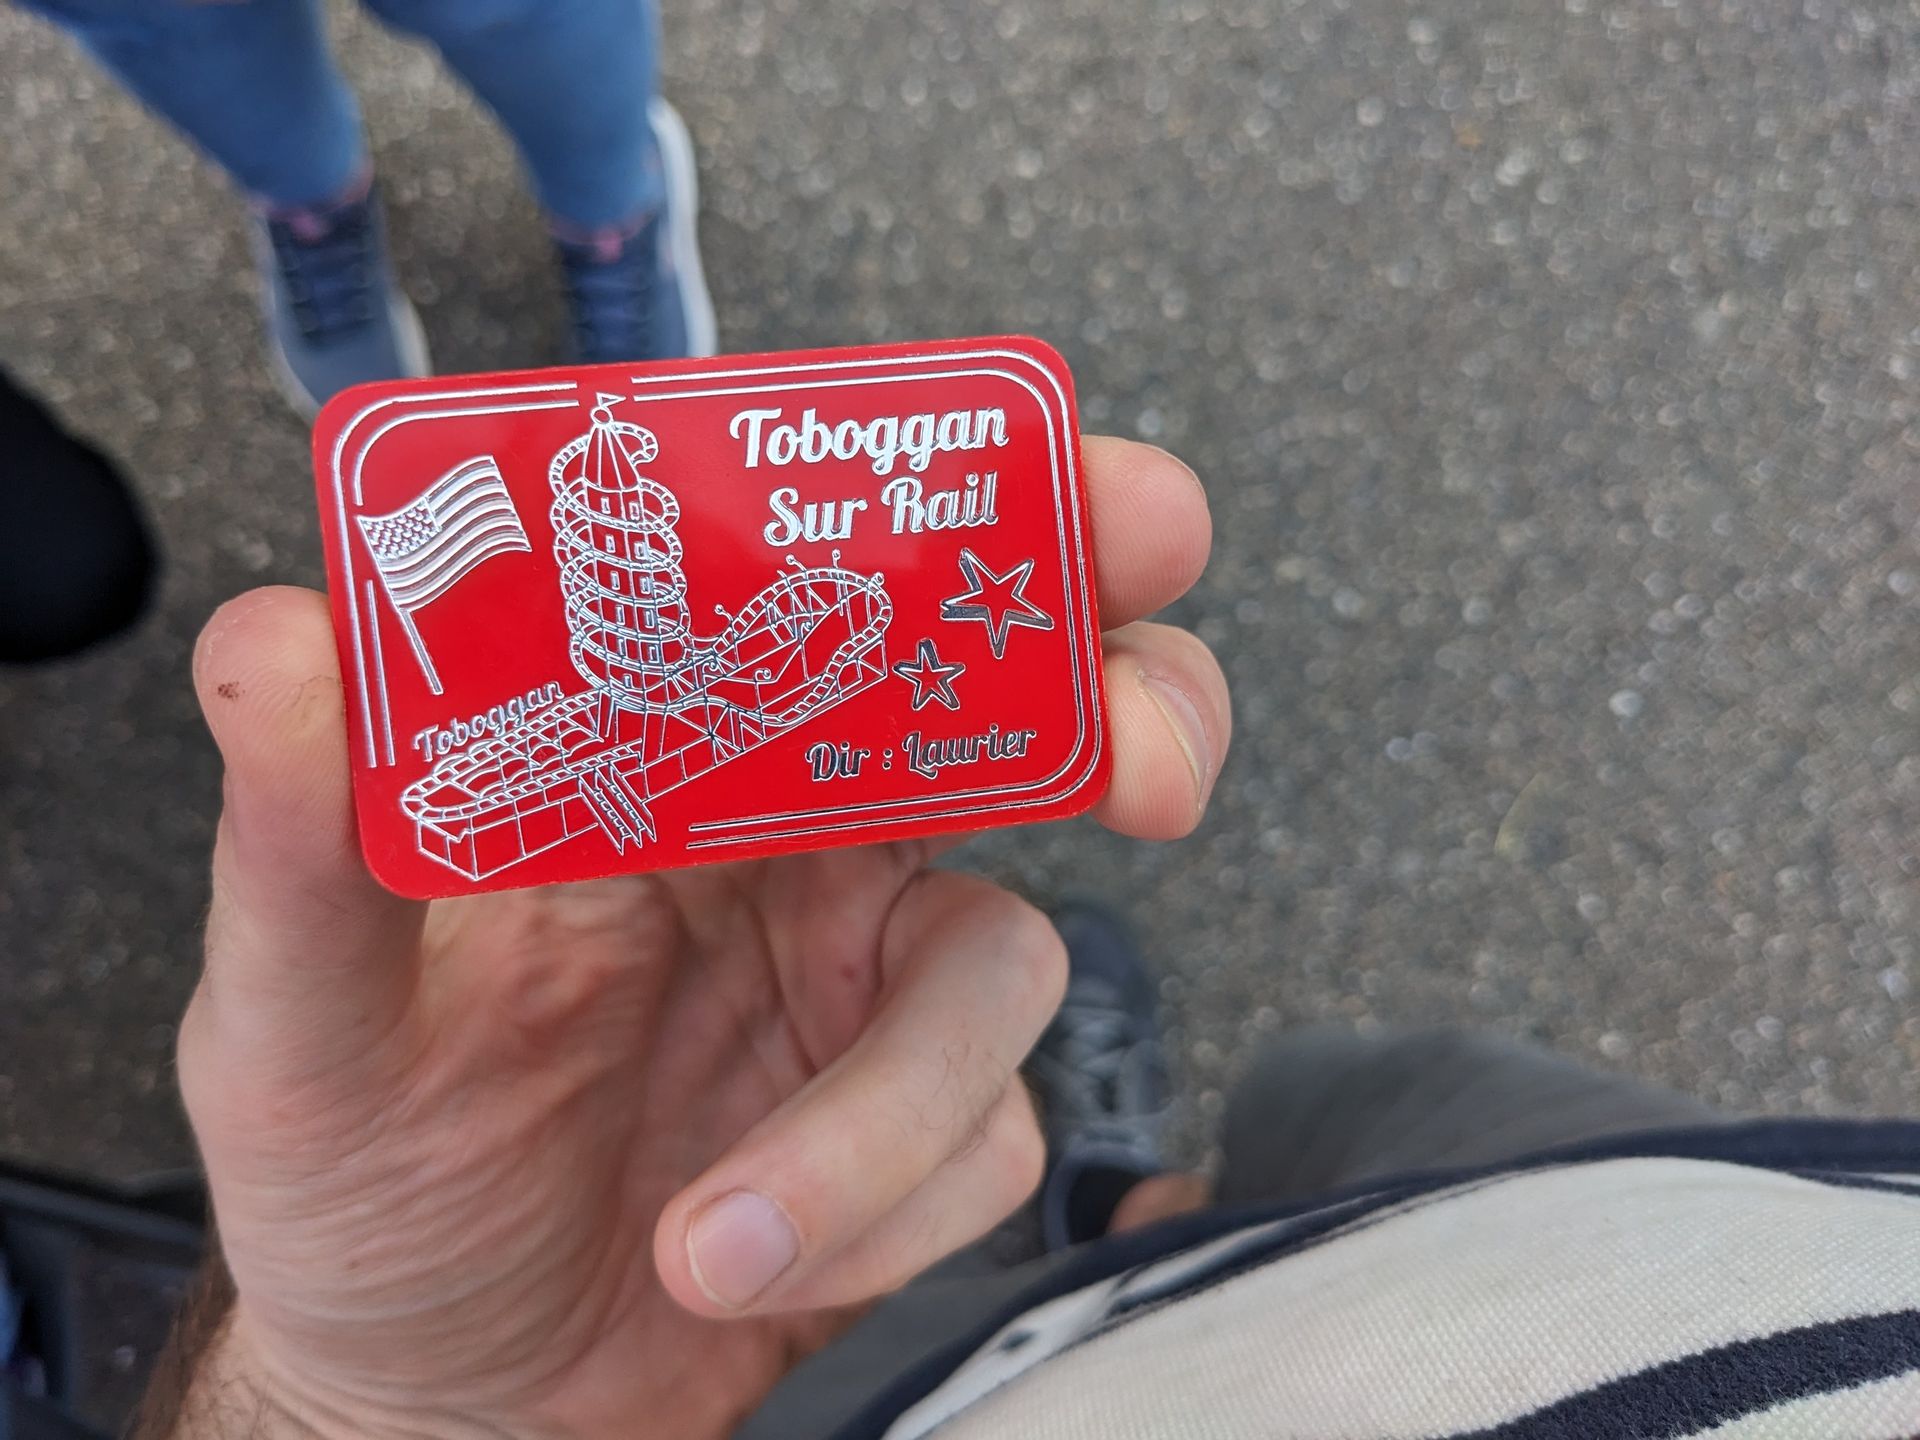 Toboggan
Sur Rail
Toboggan
Dir : Laurier